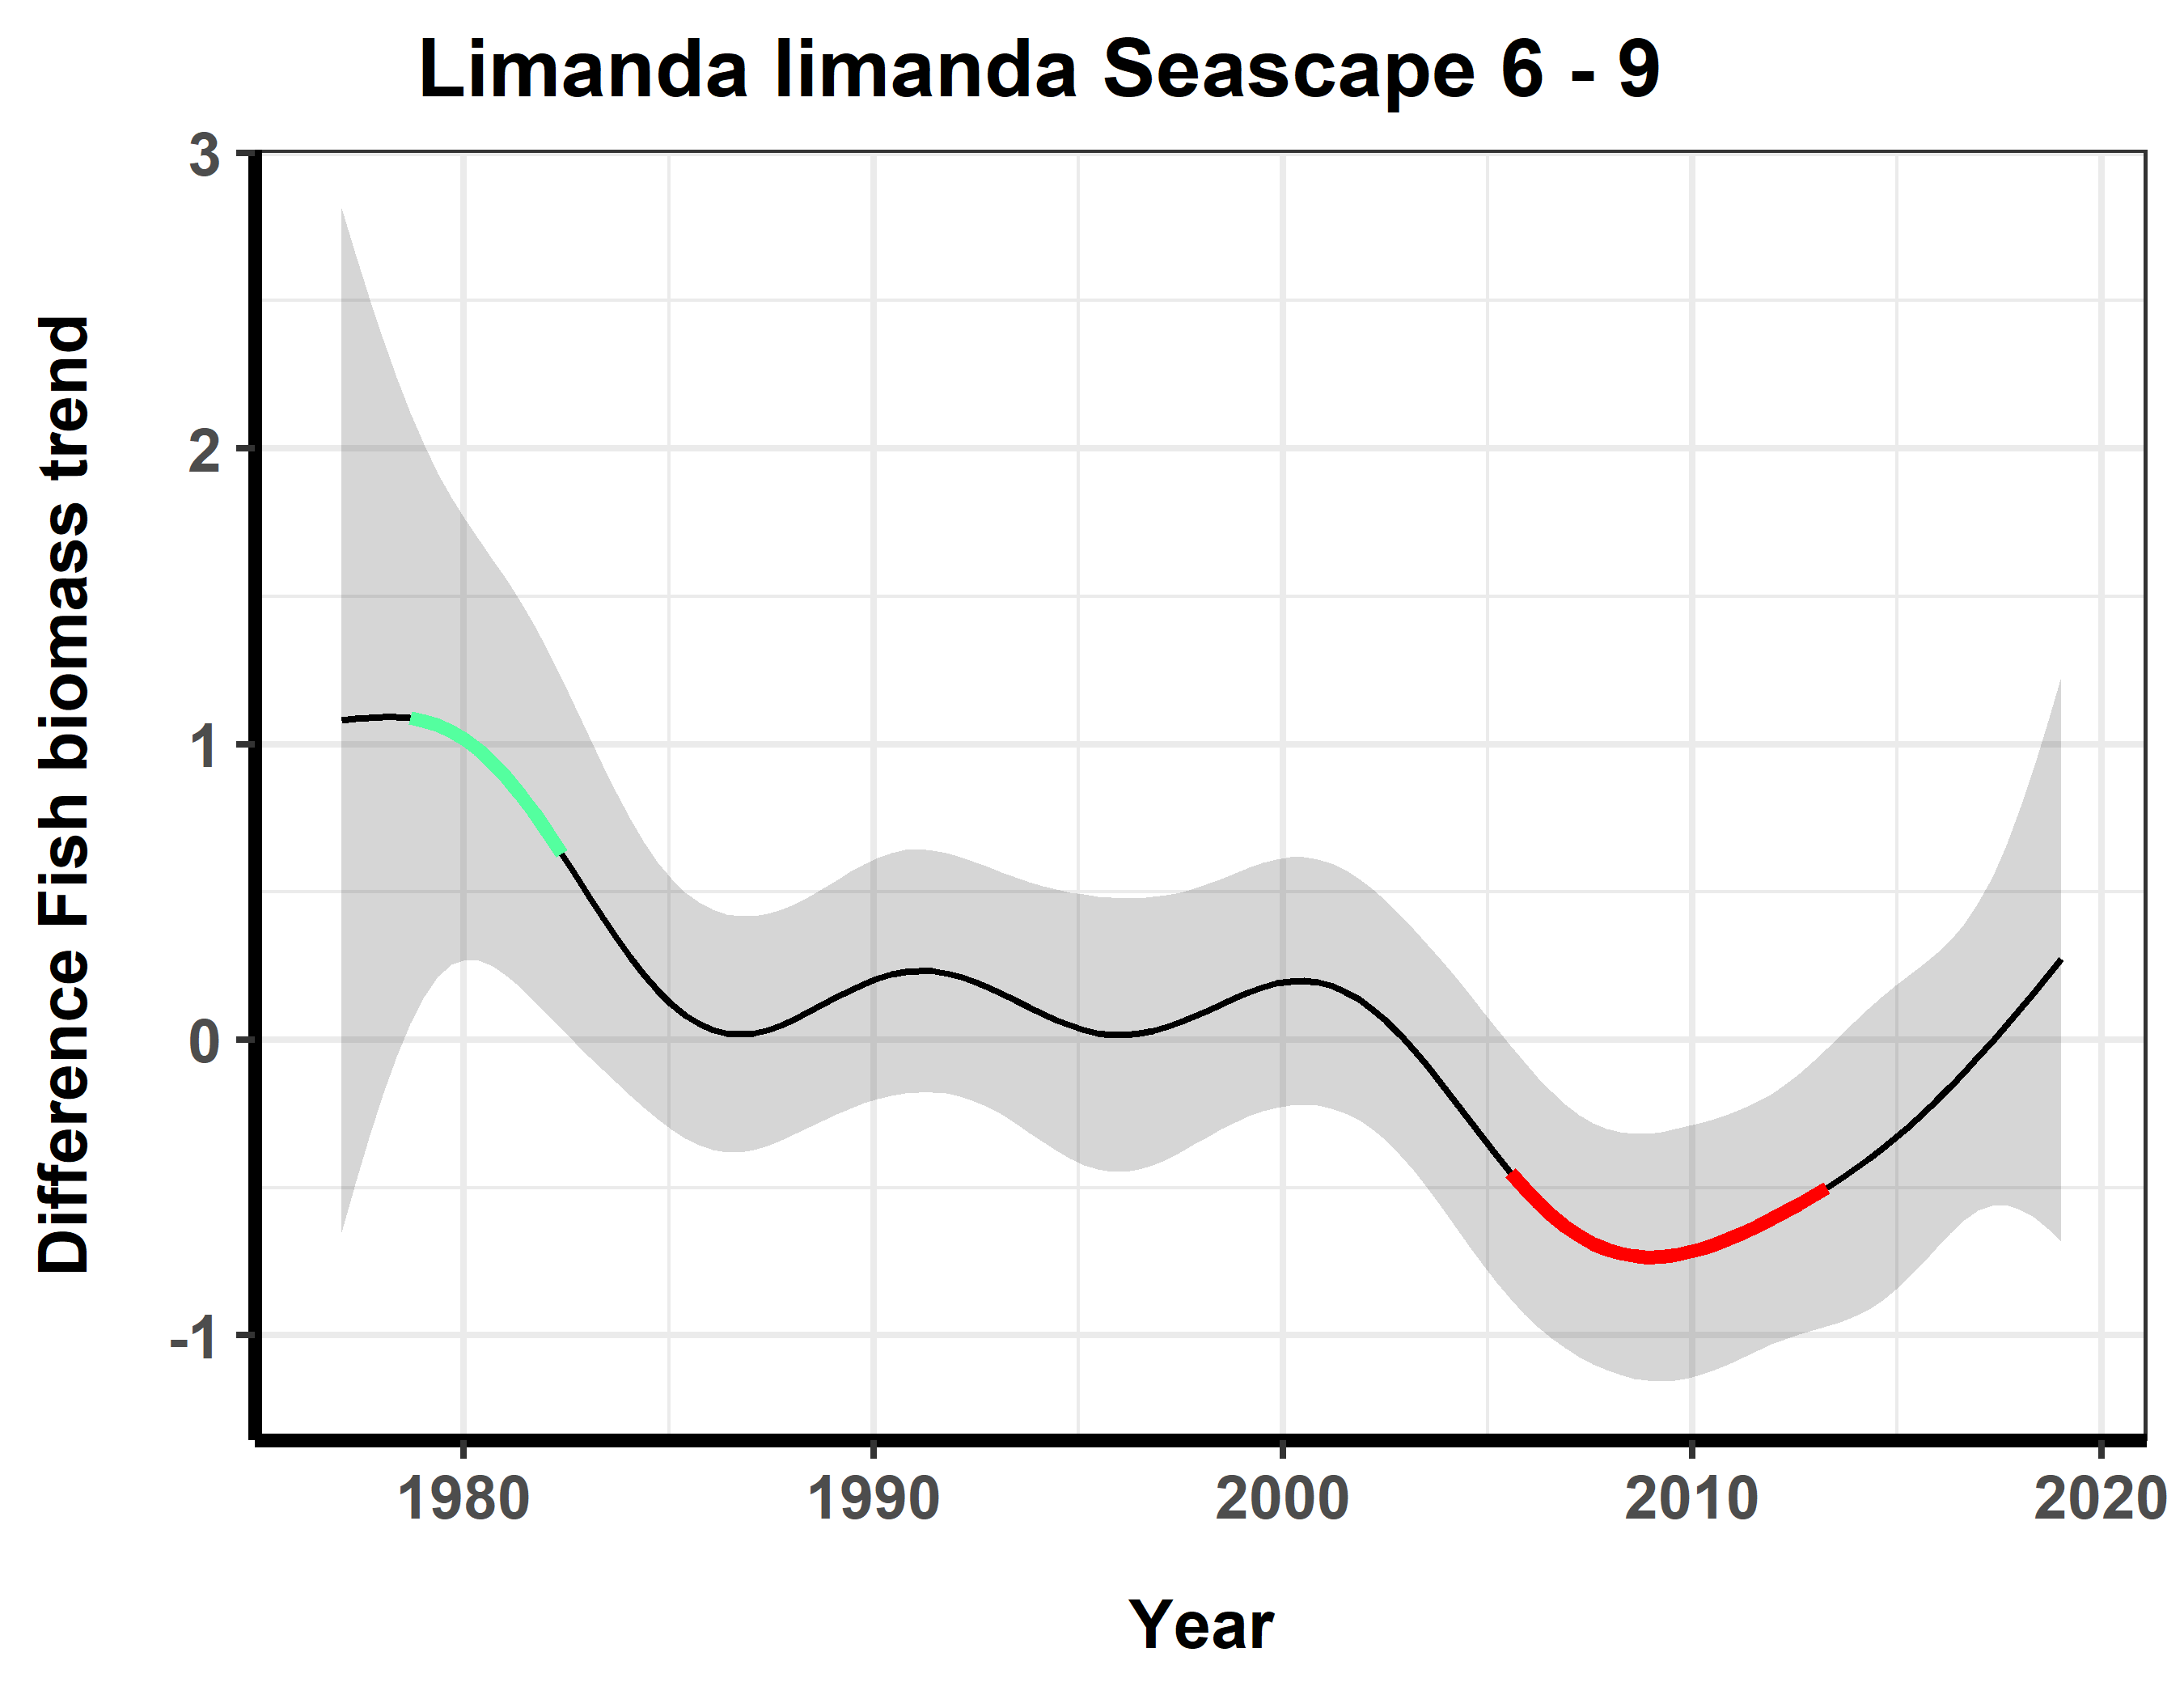 Limanda limanda Seascape 6 - 9
Difference Fish biomass trend
3
2
1
0
-1
1980 1990 2000 2010 2020
Year